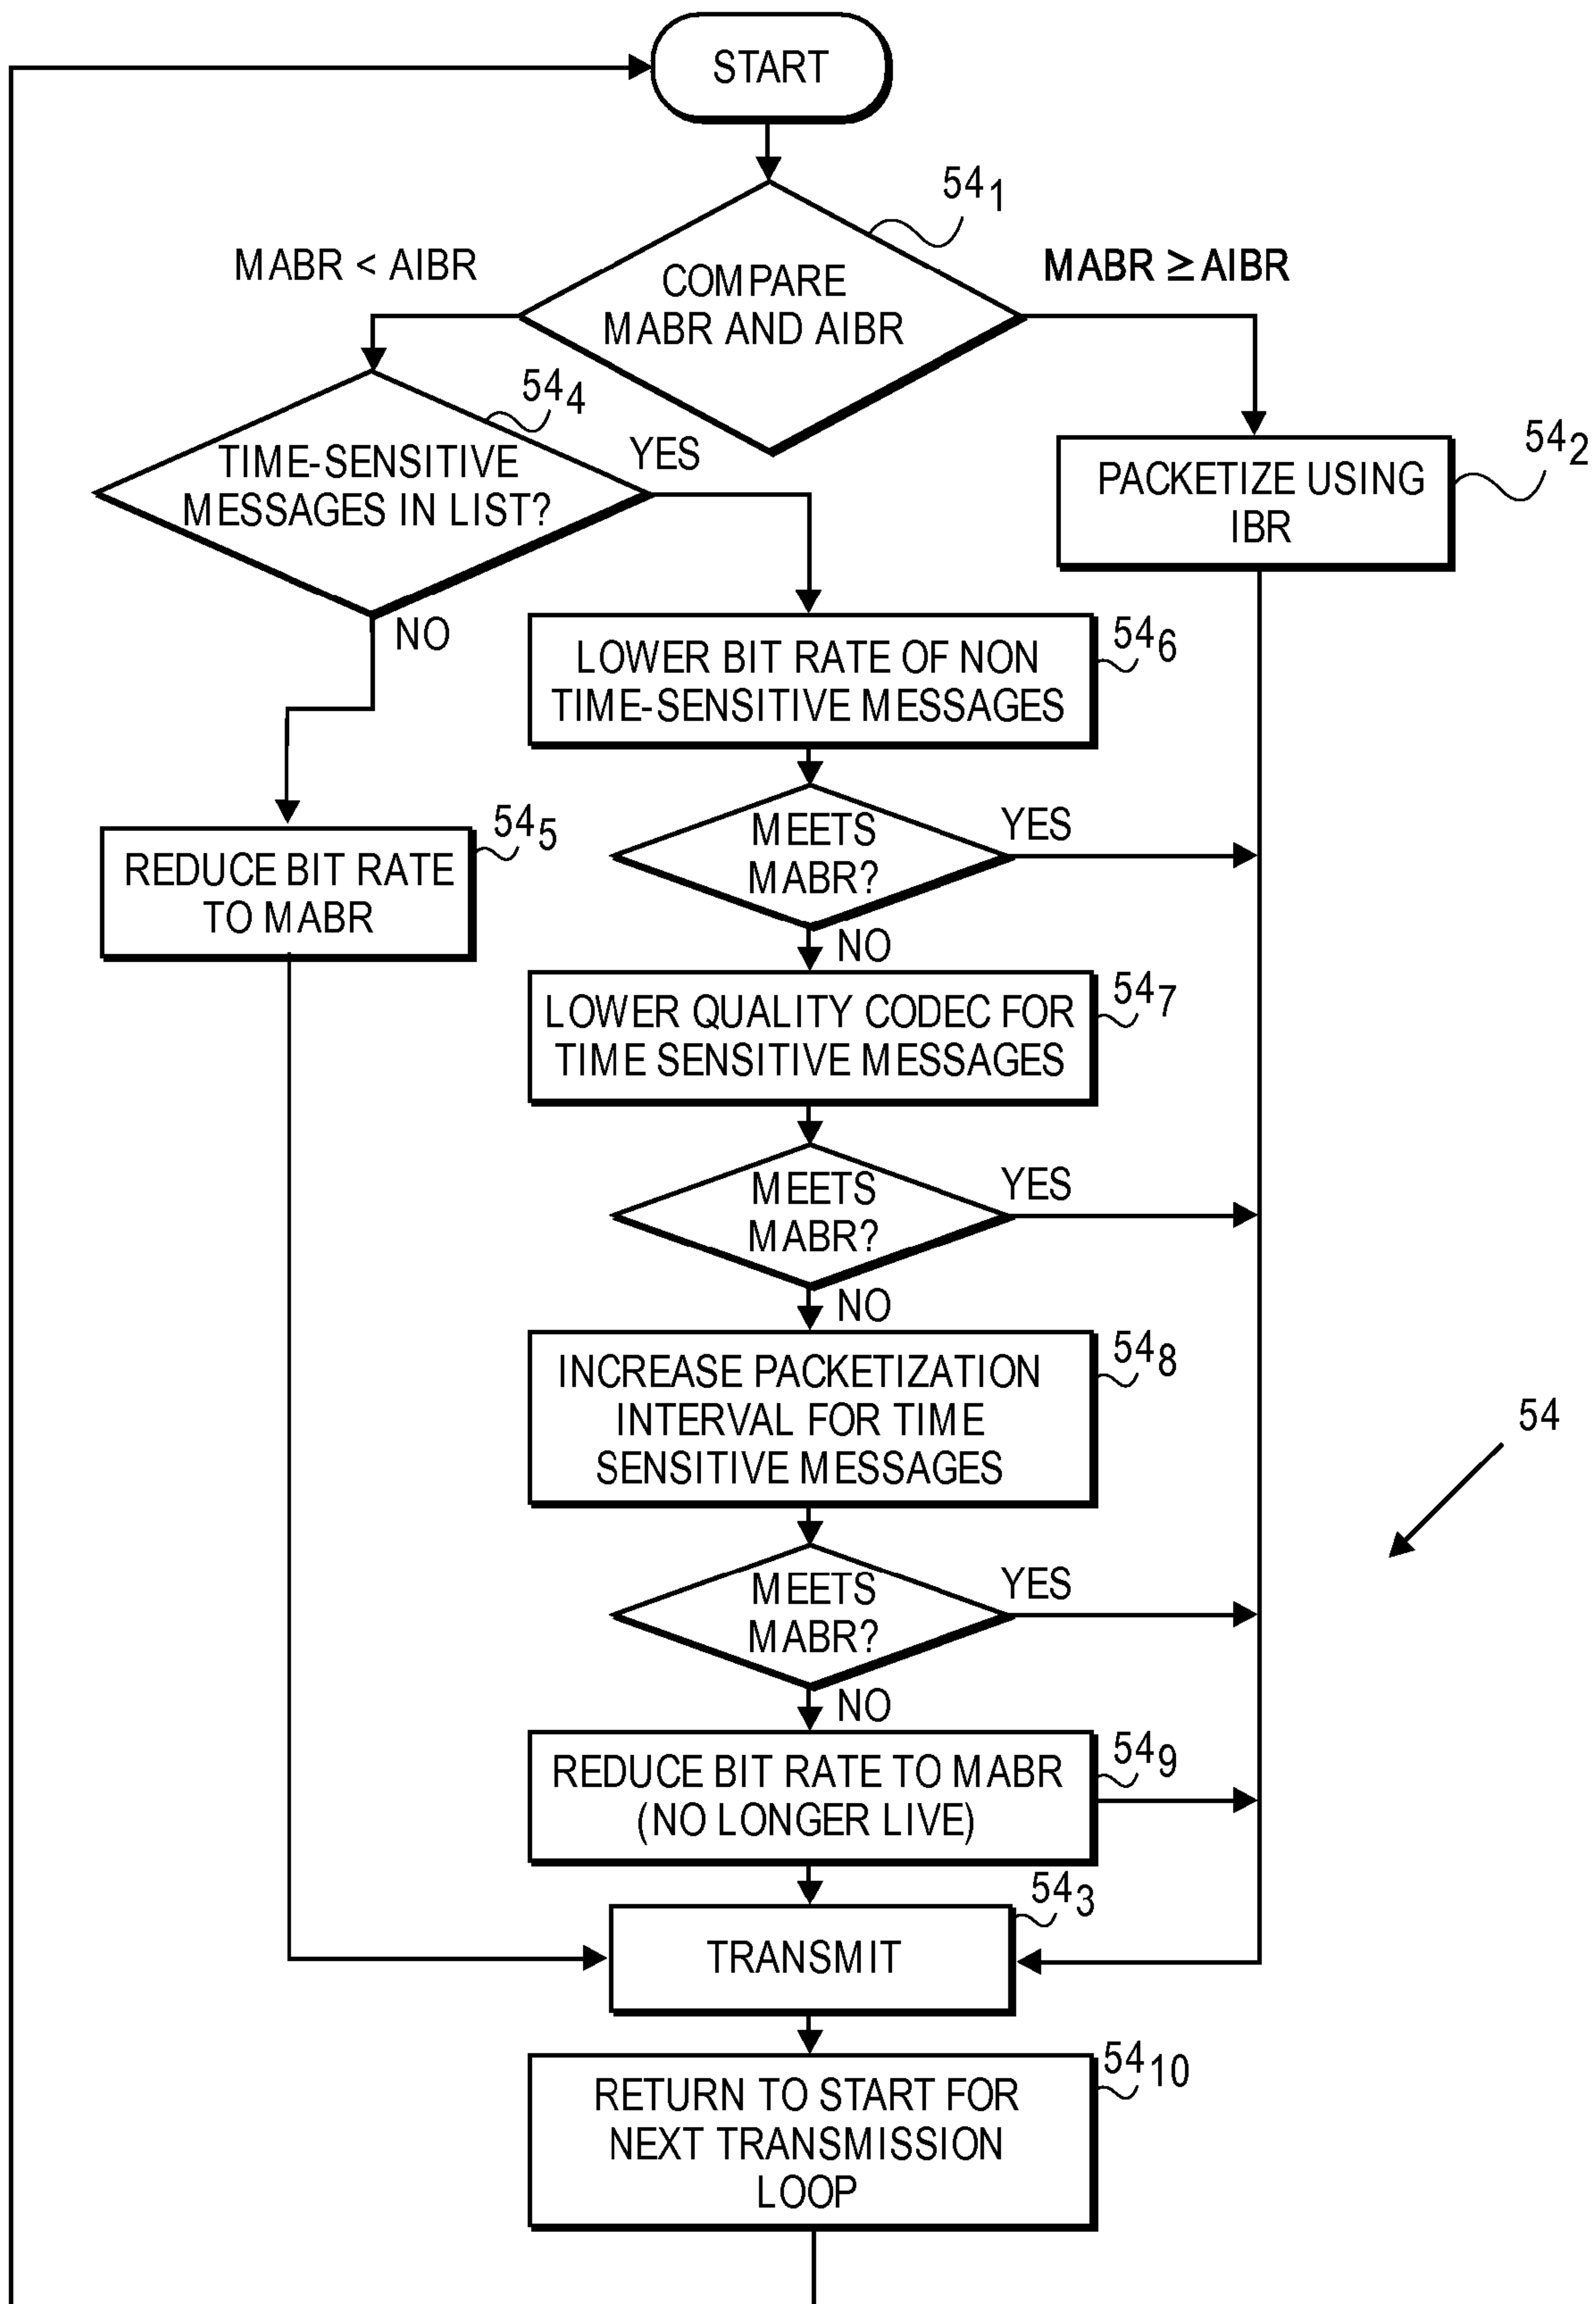 START
54₁
MABR < AIBR
MABR ≥ AIBR
COMPARE
MABR AND AIBR
54₄
TIME-SENSITIVE
MESSAGES IN LIST?
YES
NO
54₂
PACKETIZE USING
IBR
54₆
LOWER BIT RATE OF NON
TIME-SENSITIVE MESSAGES
54₅
REDUCE BIT RATE
TO MABR
MEETS
MABR?
YES
NO
54₇
LOWER QUALITY CODEC FOR
TIME SENSITIVE MESSAGES
MEETS
MABR?
YES
NO
54₈
INCREASE PACKETIZATION
INTERVAL FOR TIME
SENSITIVE MESSAGES
54
MEETS
MABR?
YES
NO
54₉
REDUCE BIT RATE TO MABR
(NO LONGER LIVE)
54₃
TRANSMIT
54₁₀
RETURN TO START FOR
NEXT TRANSMISSION
LOOP